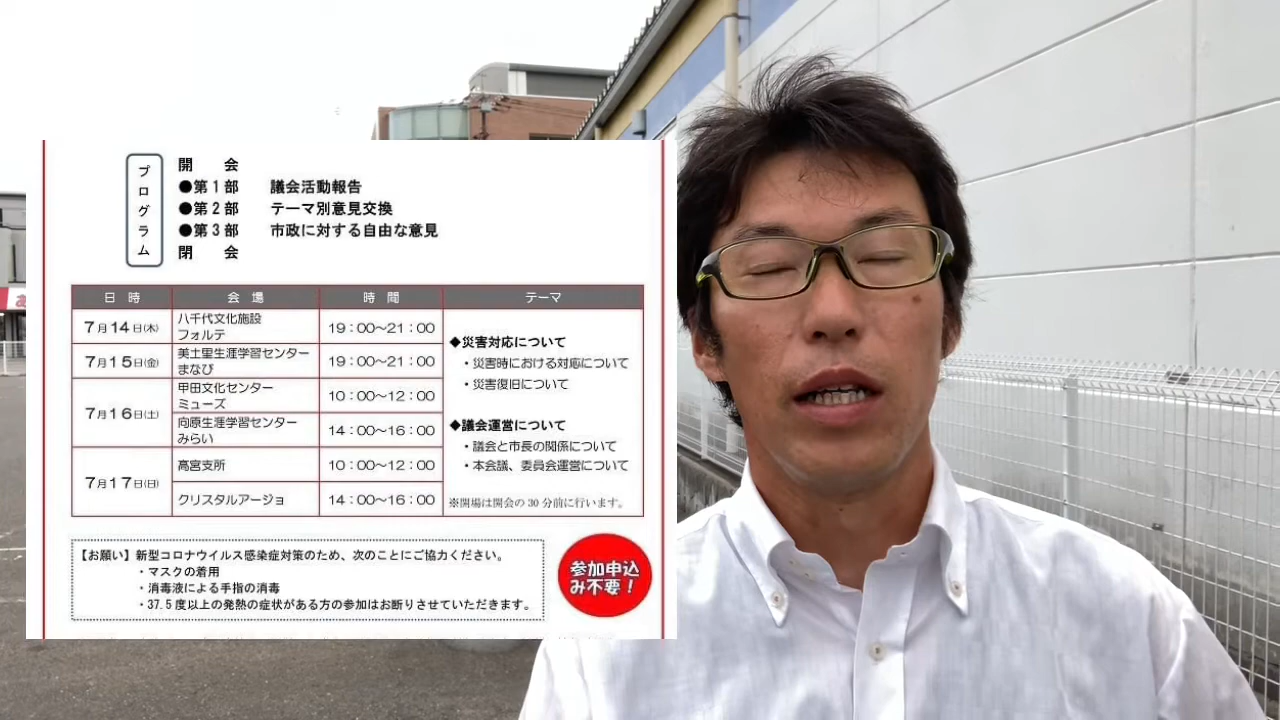 プログラム
開　会
●第１部　議会活動報告
●第２部　テーマ別意見交換
●第３部　市政に対する自由な意見
閉　会
日　時　会　場　時　間　テーマ
7月14日(木)　八千代文化施設　19：00～21：00
フォルテ
7月15日(金)　美土里生涯学習センター　19：00～21：00
まなび
7月16日(土)　甲田文化センター　10：00～12：00
ミューズ
向原生涯学習センター　14：00～16：00
みらい
7月17日(日)　高宮支所　10：00～12：00
クリスタルアージョ　14：00～16：00
◆災害対応について
・災害時における対応について
・災害復旧について
◆議会運営について
・議会と市長の関係について
・本会議、委員会運営について
※開場は開会の30分前に行います。
【お願い】新型コロナウイルス感染症対策のため、次のことにご協力ください。
・マスクの着用
・消毒液による手指の消毒
・37.5度以上の発熱の症状がある方の参加はお断りさせていただきます。
参加申込
み不要！
あ